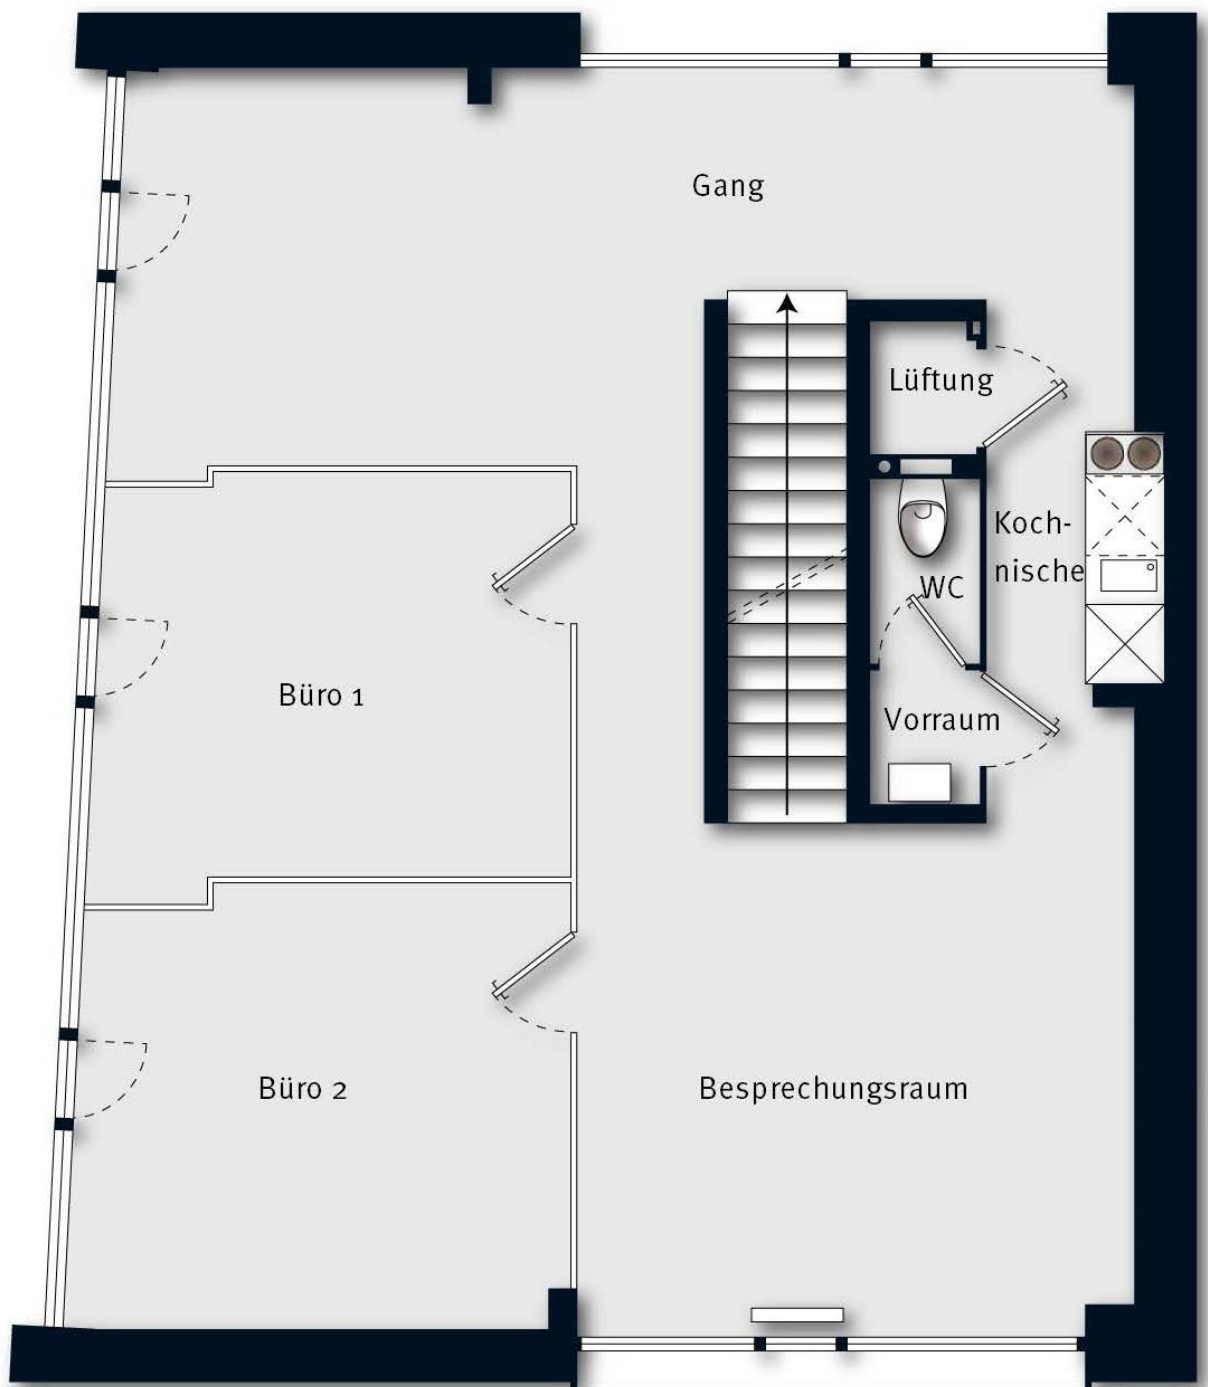 Gang
Lüftung
Koch-
nische
WC
Büro 1
Vorraum
Büro 2
Besprechungsraum